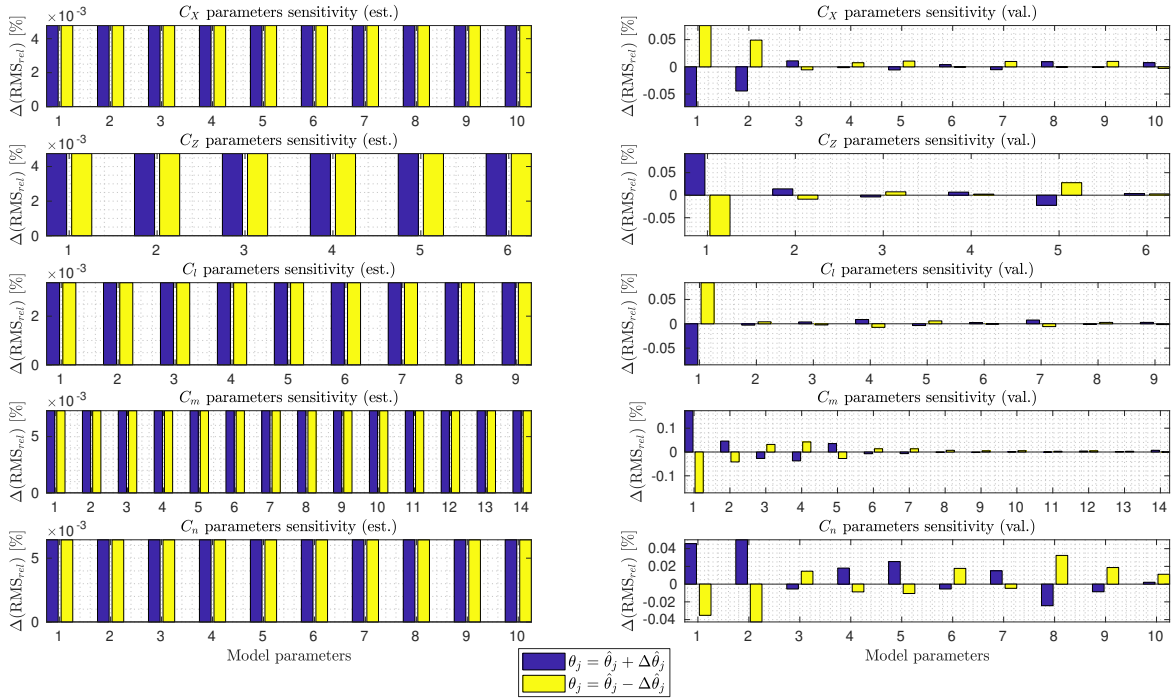 C_X parameters sensitivity (est.)
×10^-3
Δ(RMS_rel) [%]
4
2
0
1 2 3 4 5 6 7 8 9 10
C_X parameters sensitivity (val.)
Δ(RMS_rel) [%]
0.05
0
-0.05
1 2 3 4 5 6 7 8 9 10
C_Z parameters sensitivity (est.)
×10^-3
Δ(RMS_rel) [%]
4
2
0
1 2 3 4 5 6
C_Z parameters sensitivity (val.)
Δ(RMS_rel) [%]
0.05
0
-0.05
1 2 3 4 5 6
C_l parameters sensitivity (est.)
×10^-3
Δ(RMS_rel) [%]
2
0
1 2 3 4 5 6 7 8 9
C_l parameters sensitivity (val.)
Δ(RMS_rel) [%]
0.05
0
-0.05
1 2 3 4 5 6 7 8 9
C_m parameters sensitivity (est.)
×10^-3
Δ(RMS_rel) [%]
5
0
1 2 3 4 5 6 7 8 9 10 11 12 13 14
C_m parameters sensitivity (val.)
Δ(RMS_rel) [%]
0.1
0
-0.1
1 2 3 4 5 6 7 8 9 10 11 12 13 14
C_n parameters sensitivity (est.)
×10^-3
Δ(RMS_rel) [%]
5
0
1 2 3 4 5 6 7 8 9 10
Model parameters
C_n parameters sensitivity (val.)
Δ(RMS_rel) [%]
0.04
0.02
0
-0.02
-0.04
1 2 3 4 5 6 7 8 9 10
Model parameters
θ_j = θ̂_j + Δθ̂_j
θ_j = θ̂_j − Δθ̂_j